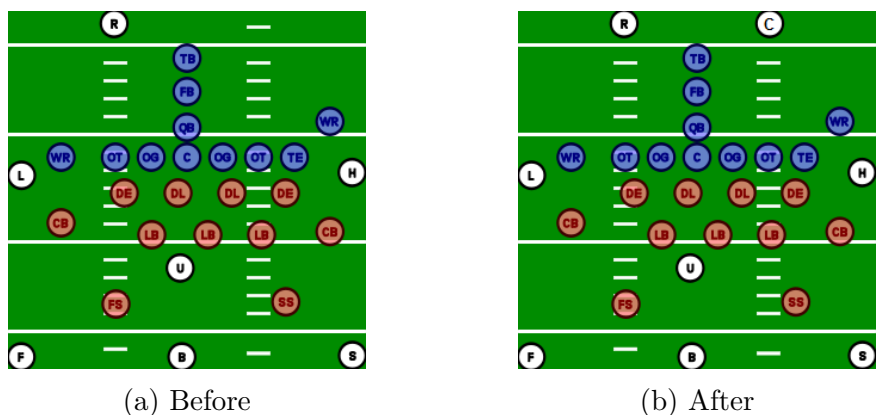 R
TB
FB
WR
QB
WR OT OG C OG OT TE
L H
DE DL DL DE
CB CB
LB LB LB
U
FS SS
F B S
(a) Before
R C
TB
FB
WR
QB
WR OT OG C OG OT TE
L H
DE DL DL DE
CB CB
LB LB LB
U
FS SS
F B S
(b) After